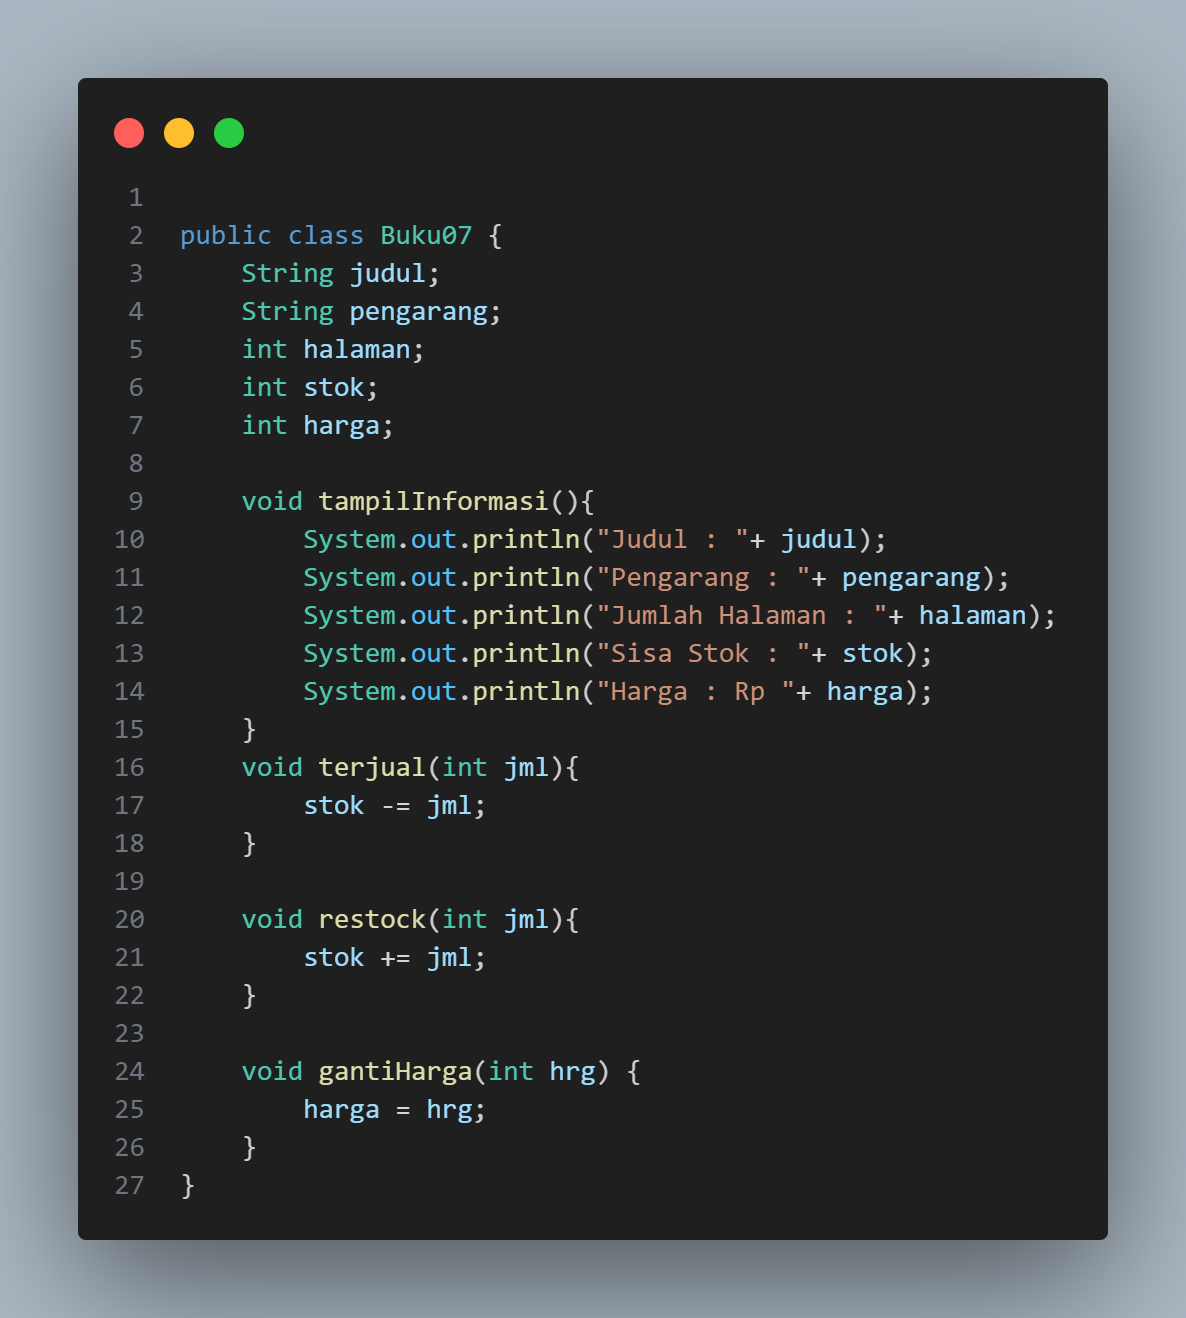 1
2 public class Buku07 {
3     String judul;
4     String pengarang;
5     int halaman;
6     int stok;
7     int harga;
8
9     void tampilInformasi(){
10         System.out.println("Judul : "+ judul);
11         System.out.println("Pengarang : "+ pengarang);
12         System.out.println("Jumlah Halaman : "+ halaman);
13         System.out.println("Sisa Stok : "+ stok);
14         System.out.println("Harga : Rp "+ harga);
15     }
16     void terjual(int jml){
17         stok -= jml;
18     }
19
20     void restock(int jml){
21         stok += jml;
22     }
23
24     void gantiHarga(int hrg) {
25         harga = hrg;
26     }
27 }